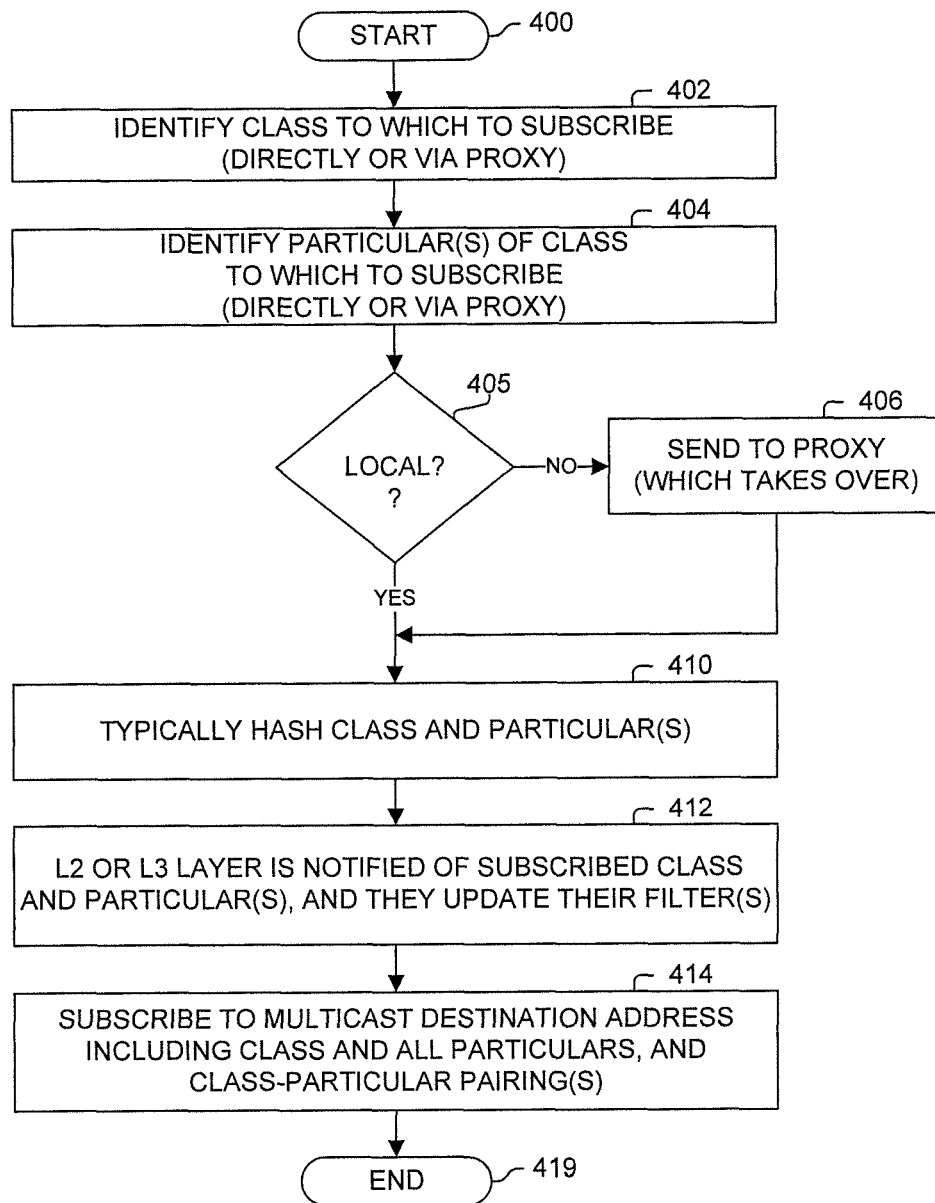 START
400
402
IDENTIFY CLASS TO WHICH TO SUBSCRIBE
(DIRECTLY OR VIA PROXY)
404
IDENTIFY PARTICULAR(S) OF CLASS
TO WHICH TO SUBSCRIBE
(DIRECTLY OR VIA PROXY)
405
LOCAL?
?
NO
406
SEND TO PROXY
(WHICH TAKES OVER)
YES
410
TYPICALLY HASH CLASS AND PARTICULAR(S)
412
L2 OR L3 LAYER IS NOTIFIED OF SUBSCRIBED CLASS
AND PARTICULAR(S), AND THEY UPDATE THEIR FILTER(S)
414
SUBSCRIBE TO MULTICAST DESTINATION ADDRESS
INCLUDING CLASS AND ALL PARTICULARS, AND
CLASS-PARTICULAR PAIRING(S)
END
419